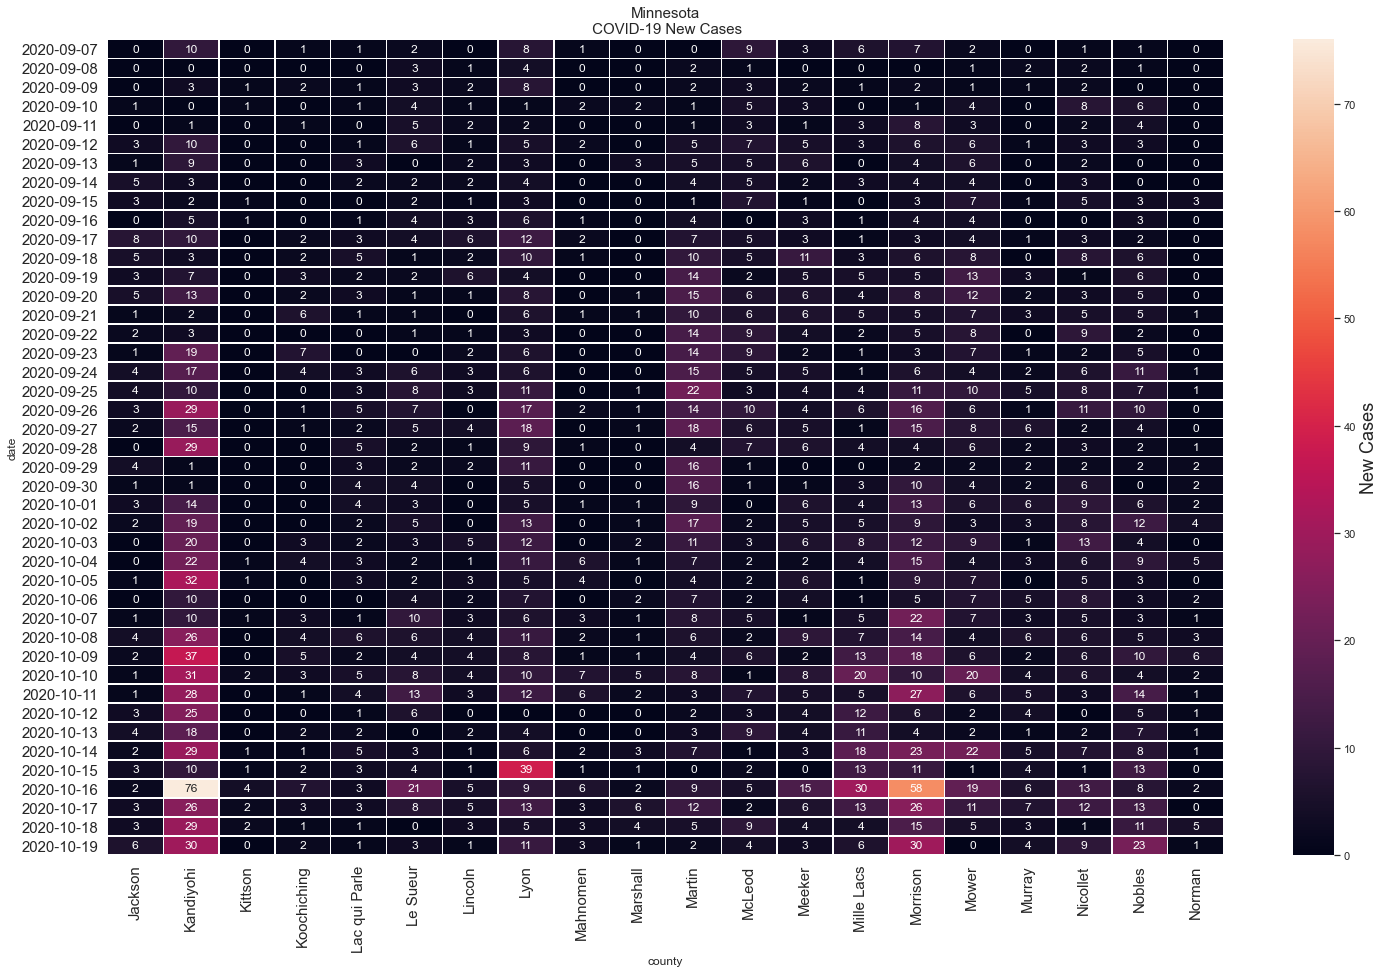 Minnesota
COVID-19 New Cases
2020-09-07 0 10 0 1 1 2 0 8 1 0 0 9 3 6 7 2 0 1 1 0
2020-09-08 0 0 0 0 0 3 1 4 0 0 2 1 0 0 0 1 2 2 1 0
2020-09-09 0 3 1 2 1 3 2 8 0 0 2 3 2 1 2 1 1 2 0 0
2020-09-10 1 0 1 0 1 4 1 1 2 2 1 5 3 0 1 4 0 8 6 0
2020-09-11 0 1 0 1 0 5 2 2 0 0 1 3 1 3 8 3 0 2 4 0
2020-09-12 3 10 0 0 1 6 1 5 2 0 5 7 5 3 6 6 1 3 3 0
2020-09-13 1 9 0 0 3 0 2 3 0 3 5 5 6 0 4 6 0 2 0 0
2020-09-14 5 3 0 0 2 2 2 4 0 0 4 5 2 3 4 4 0 3 0 0
2020-09-15 3 2 1 0 0 2 1 3 0 0 1 7 1 0 3 7 1 5 3 3
2020-09-16 0 5 1 0 1 4 3 6 1 0 4 0 3 1 4 4 0 0 3 0
2020-09-17 8 10 0 2 3 4 6 12 2 0 7 5 3 1 3 4 1 3 2 0
2020-09-18 5 3 0 2 5 1 2 10 1 0 10 5 11 3 6 8 0 8 6 0
2020-09-19 3 7 0 3 2 2 6 4 0 0 14 2 5 5 5 13 3 1 6 0
2020-09-20 5 13 0 2 3 1 1 8 0 1 15 6 6 4 8 12 2 3 5 0
2020-09-21 1 2 0 6 1 1 0 6 1 1 10 6 6 5 5 7 3 5 5 1
2020-09-22 2 3 0 0 0 1 1 3 0 0 14 9 4 2 5 8 0 9 2 0
2020-09-23 1 19 0 7 0 0 2 6 0 0 14 9 2 1 3 7 1 2 5 0
2020-09-24 4 17 0 4 3 6 3 6 0 0 15 5 5 1 6 4 2 6 11 1
2020-09-25 4 10 0 0 3 8 3 11 0 1 22 3 4 4 11 10 5 8 7 1
2020-09-26 3 29 0 1 5 7 0 17 2 1 14 10 4 6 16 6 1 11 10 0
2020-09-27 2 15 0 1 2 5 4 18 0 1 18 6 5 1 15 8 6 2 4 0
2020-09-28 0 29 0 0 5 2 1 9 1 0 4 7 6 4 4 6 2 3 2 1
2020-09-29 4 1 0 0 3 2 2 11 0 0 16 1 0 0 2 2 2 2 2 2
2020-09-30 1 1 0 0 4 4 0 5 0 0 16 1 1 3 10 4 2 6 0 2
2020-10-01 3 14 0 0 4 3 0 5 1 1 9 0 6 4 13 6 6 9 6 2
2020-10-02 2 19 0 0 2 5 0 13 0 1 17 2 5 5 9 3 3 8 12 4
2020-10-03 0 20 0 3 2 3 5 12 0 2 11 3 6 8 12 9 1 13 4 0
2020-10-04 0 22 1 4 3 2 1 11 6 1 7 2 2 4 15 4 3 6 9 5
2020-10-05 1 32 1 0 3 2 3 5 4 0 4 2 6 1 9 7 0 5 3 0
2020-10-06 0 10 0 0 0 4 2 7 0 2 7 2 4 1 5 7 5 8 3 2
2020-10-07 1 10 1 3 1 10 3 6 3 1 8 5 1 5 22 7 3 5 3 1
2020-10-08 4 26 0 4 6 6 4 11 2 1 6 2 9 7 14 4 6 6 5 3
2020-10-09 2 37 0 5 2 4 4 8 1 1 4 6 2 13 18 6 2 6 10 6
2020-10-10 1 31 2 3 5 8 4 10 7 5 8 1 8 20 10 20 4 6 4 2
2020-10-11 1 28 0 1 4 13 3 12 6 2 3 7 5 5 27 6 5 3 14 1
2020-10-12 3 25 0 0 1 6 0 0 0 0 2 3 4 12 6 2 4 0 5 1
2020-10-13 4 18 0 2 2 0 2 4 0 0 3 9 4 11 4 2 1 2 7 1
2020-10-14 2 29 1 1 5 3 1 6 2 3 7 1 3 18 23 22 5 7 8 1
2020-10-15 3 10 1 2 3 4 1 39 1 1 0 2 0 13 11 1 4 1 13 0
2020-10-16 2 76 4 7 3 21 5 9 6 2 9 5 15 30 58 19 6 13 8 2
2020-10-17 3 26 2 3 3 8 5 13 3 6 12 2 6 13 26 11 7 12 13 0
2020-10-18 3 29 2 1 1 0 3 5 3 4 5 9 4 4 15 5 3 1 11 5
2020-10-19 6 30 0 2 1 3 1 11 3 1 2 4 3 6 30 0 4 9 23 1
date
Jackson Kandiyohi Kittson Koochiching Lac qui Parle Le Sueur Lincoln Lyon Mahnomen Marshall Martin McLeod Meeker Mille Lacs Morrison Mower Murray Nicollet Nobles Norman
county
70
60
50
40
30
20
10
0
New Cases